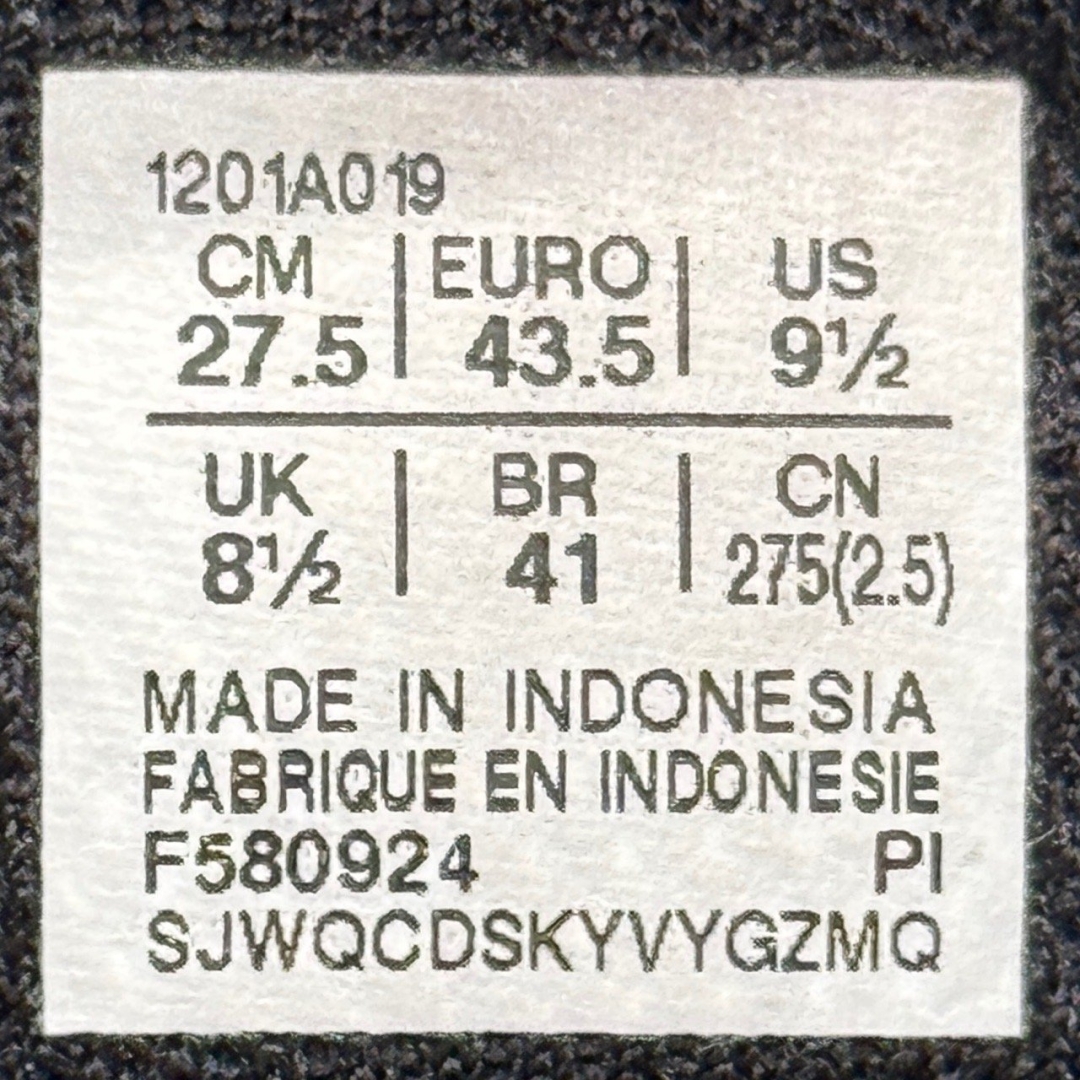 1201A019
CM | EURO | US
27.5 | 43.5 | 9½
UK | BR | CN
8½ | 41 | 275(2.5)
MADE IN INDONESIA
FABRIQUE EN INDONESIE
F580924 PI
SJWQCDSKYVYGZMQ